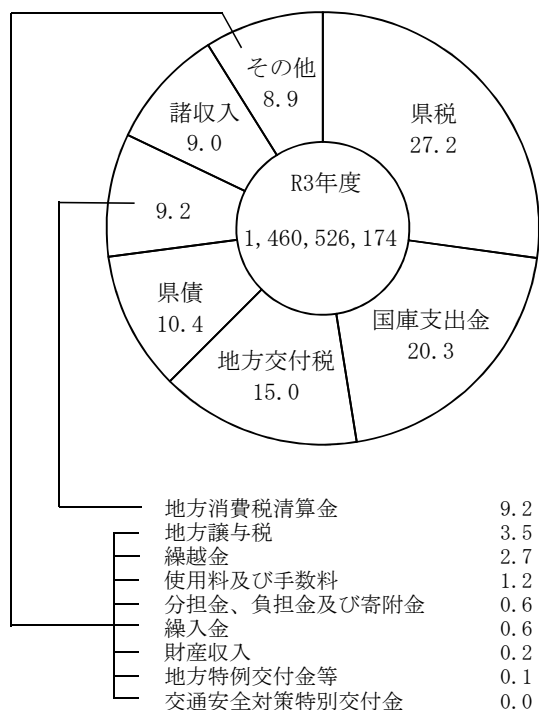 その他
8.9
県税
27.2
諸収入
9.0
R3年度
9.2
1,460,526,174
県債
10.4
国庫支出金
20.3
地方交付税
15.0
地方消費税清算金 9.2
地方譲与税 3.5
繰越金 2.7
使用料及び手数料 1.2
分担金、負担金及び寄附金 0.6
繰入金 0.6
財産収入 0.2
地方特例交付金等 0.1
交通安全対策特別交付金 0.0